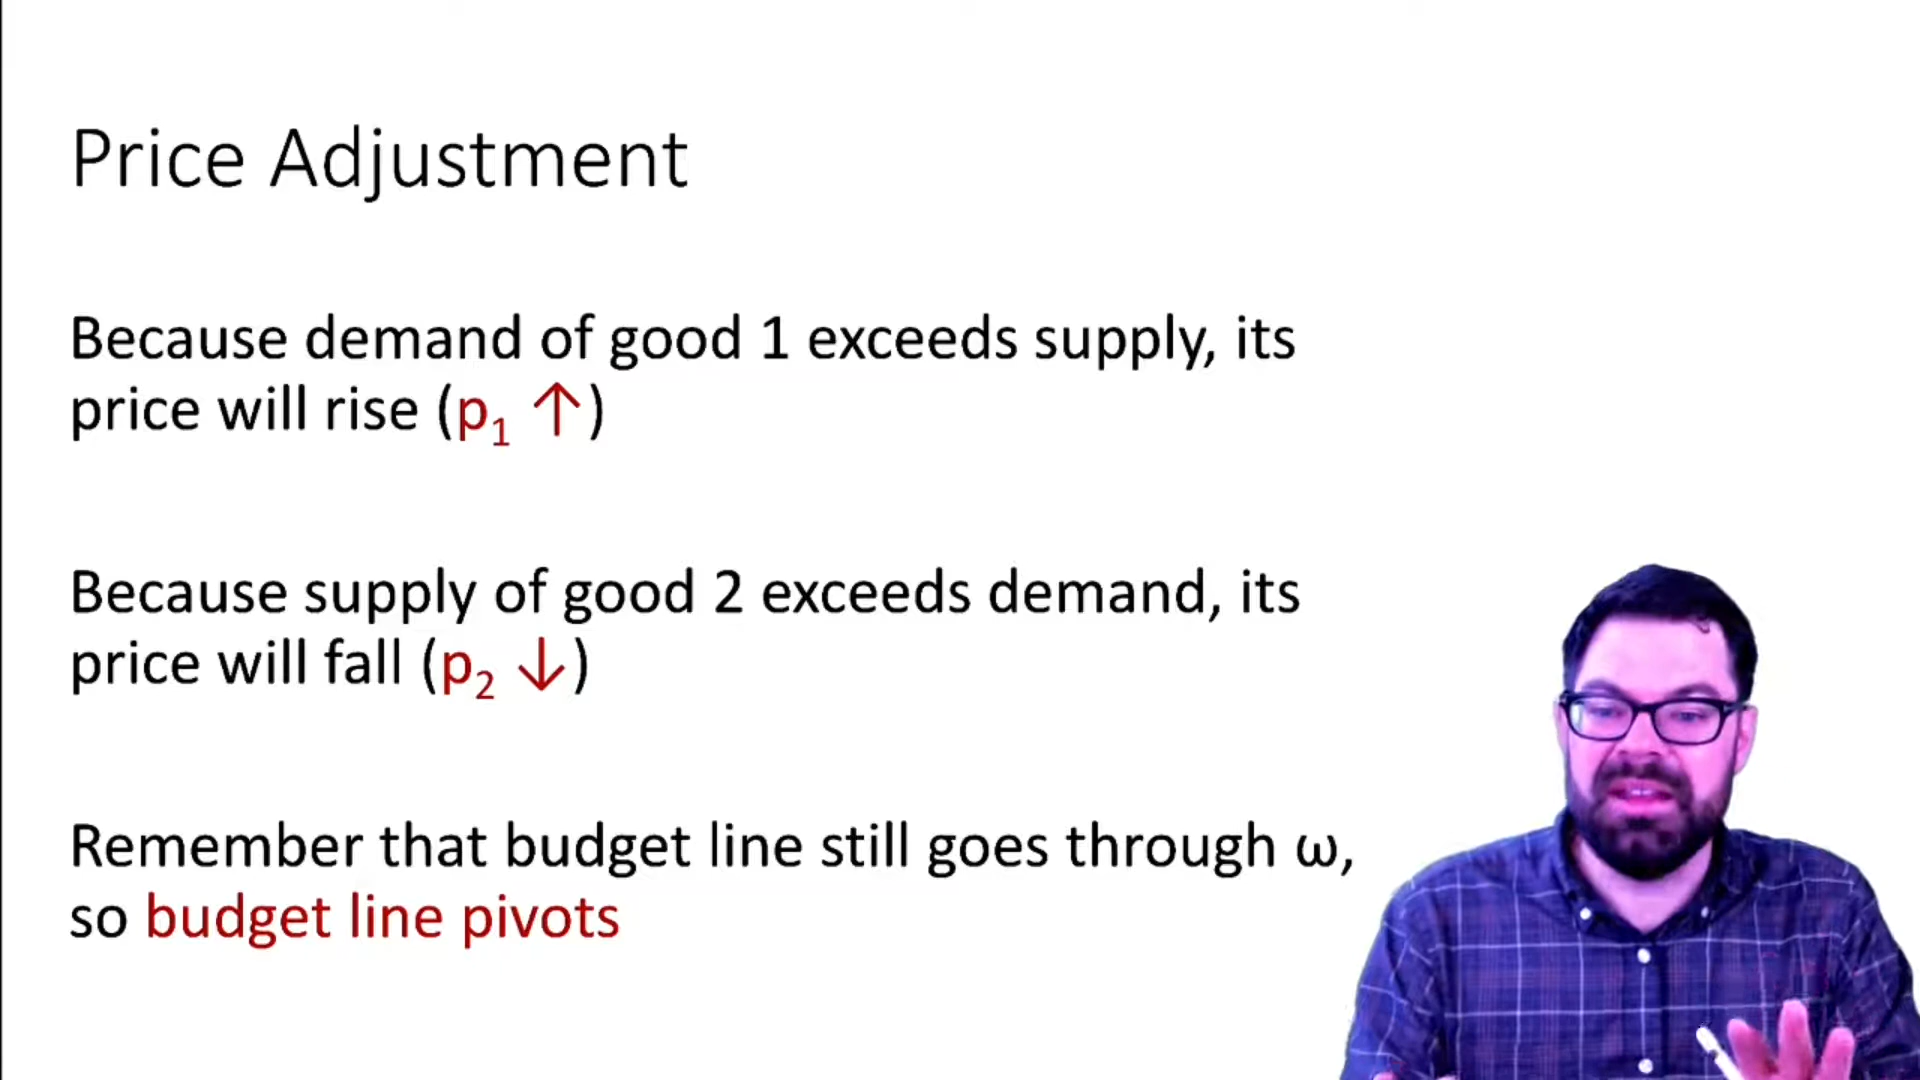 Price Adjustment
Because demand of good 1 exceeds supply, its
price will rise (p₁ ↑)
Because supply of good 2 exceeds demand, its
price will fall (p₂ ↓)
Remember that budget line still goes through ω,
so budget line pivots